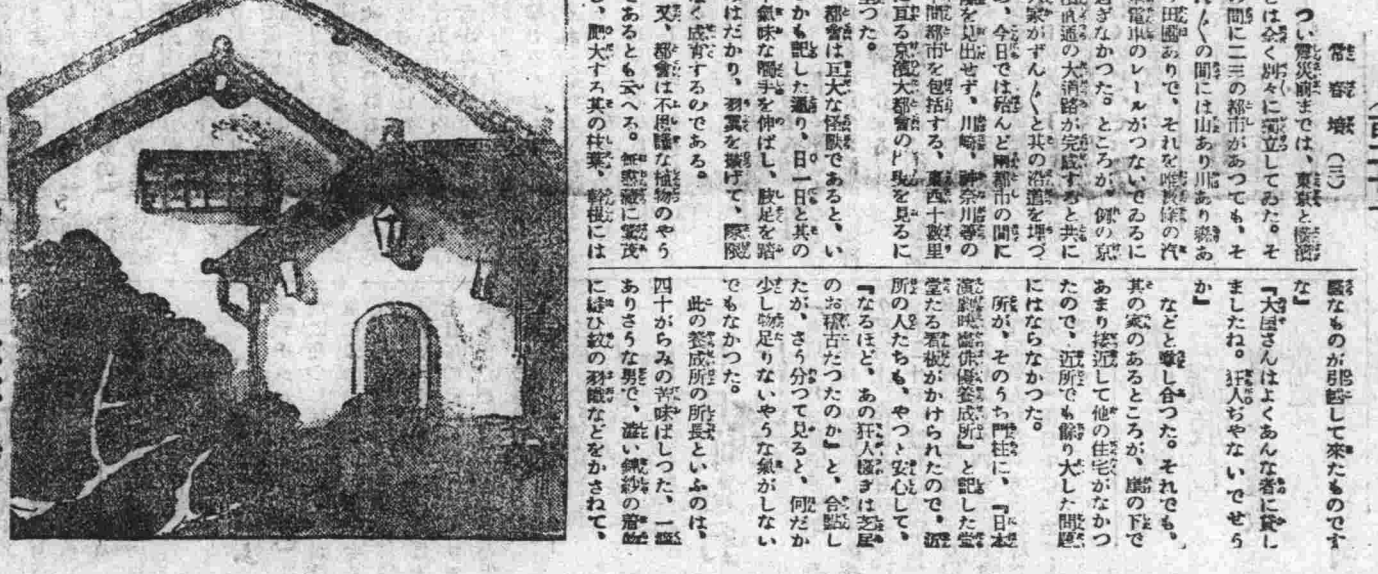 常春壇(三)
つい震災前までは、東京と横濱
とは全く別々に獨立してゐた。そ
の間に二三の都市があつても、そ
〳〵の間には山あり川あり森あ
田園ありで、それを唯數條の汽
電車のレールがつないでゐるに
過ぎなかつた。ところが、例の京
直通の大道路が完成すると共に
人家がずん〳〵と其の沿道を埋づ
、今日では殆んど兩都市の間に
を見出せず、川崎、神奈川等の
間都市を包括する、東西十數里
に亘る京濱大都會の出現を見るに
至つた。
都會は巨大な怪獸であると、い
かも記した通り、日一日と其の
氣味な觸手を伸ばし、肢足を踏
はだかり、羽翼を擴げて、際限
なく成育するのである。
又、都會は不思議な植物のやう
であるとも云へる。無無藏に繁茂
し、肥大する其の枝葉、幹根には
なものが引越して來たものです
な』
『大屋さんはよくあんな者に貸し
ましたね。狂人ぢやないでせう
か』
などと噂し合つた。それでも、
其の家のあるところが、崖の下で
あまり接近して他の住宅がなかつ
たので、近所でも餘り大した問題
にはならなかつた。
所が、そのうち門柱に、『日本
演劇映畫俳優養成所』と記した堂
堂たる看板がかけられたので、近
所の人たちも、やつと安心して、
『なるほど、あの狂人騷ぎは芝居
のお稽古だつたのか』と、合點し
たが、さう分つて見ると、何だか
少し物足りないやうな氣がしない
でもなかつた。
此の養成所の所長といふのは、
四十がらみの苦味ばしつた、一癖
ありさうな男で、澁い錦紗の着物
に縫ひ紋の羽織などをかさねて、